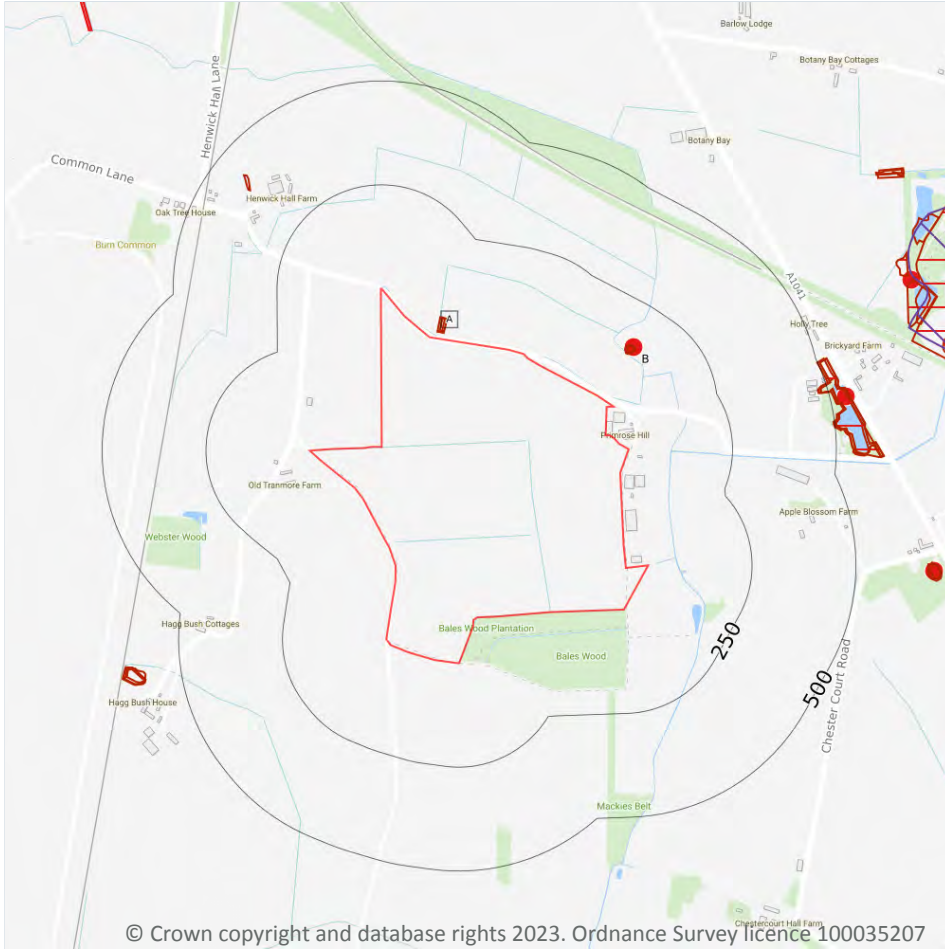 Barlow Lodge
Botany Bay Cottages
Henwick Hall Lane
Botany Bay
Common Lane
Henwick Hall Farm
Oak Tree House
Burn Common
A1041
A
Holly Tree
Brickyard Farm
B
Primrose Hill
Old Tranmore Farm
Apple Blossom Farm
Webster Wood
Hagg Bush Cottages
Bales Wood Plantation
Bales Wood
250
500
Chester Court Road
Hagg Bush House
Mackies Belt
Chestercourt Hall Farm
© Crown copyright and database rights 2023. Ordnance Survey licence 100035207